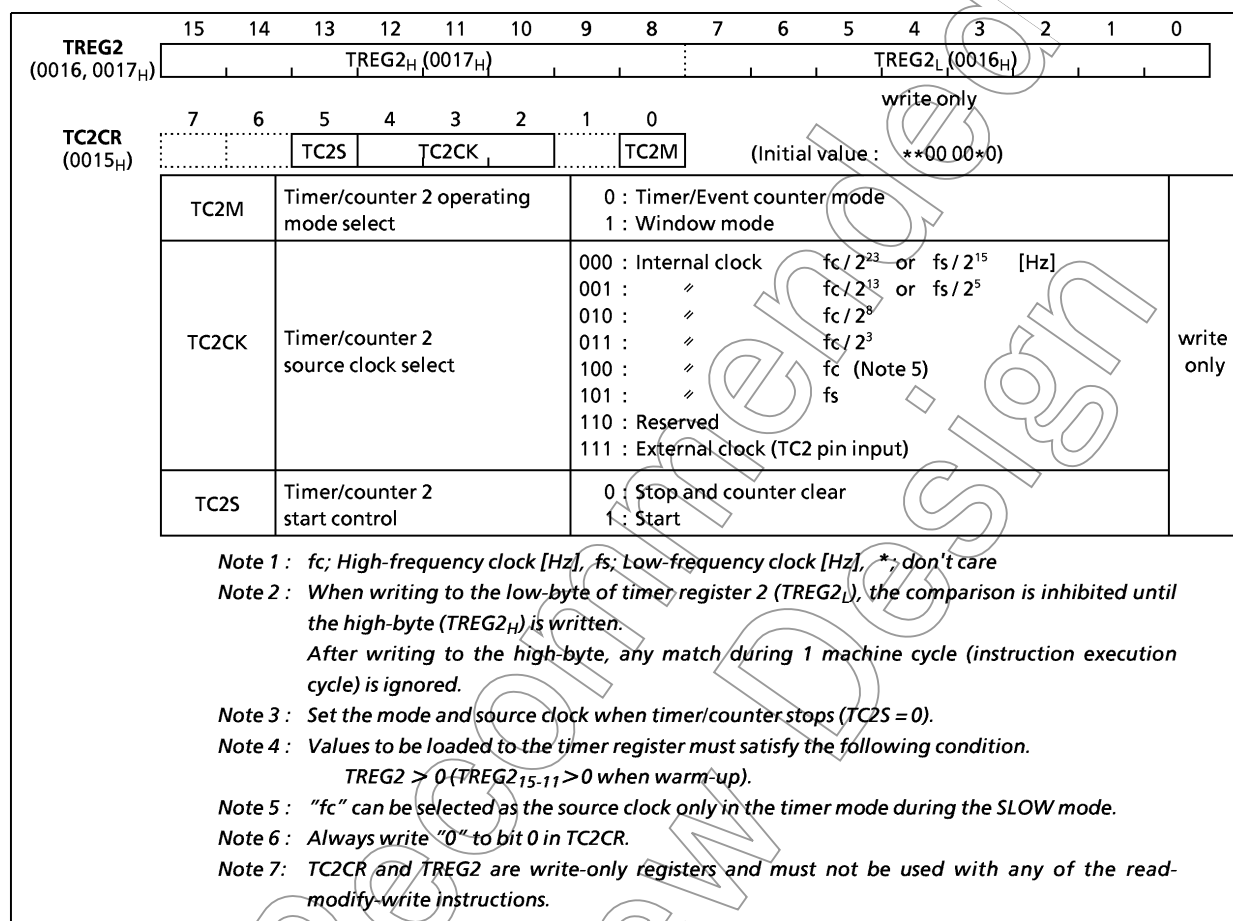 15 14 13 12 11 10 9 8 7 6 5 4 3 2 1 0
TREG2
(0016, 0017H)
TREG2H (0017H) TREG2L (0016H)
write only
7 6 5 4 3 2 1 0
TC2CR
(0015H)
TC2S TC2CK TC2M (Initial value : **00 00*0)
TC2M
Timer/counter 2 operating
mode select
0 : Timer/Event counter mode
1 : Window mode
TC2CK
Timer/counter 2
source clock select
000 : Internal clock fc / 2²³ or fs / 2¹⁵ [Hz]
001 : 〃 fc / 2¹³ or fs / 2⁵
010 : 〃 fc / 2⁸
011 : 〃 fc / 2³
100 : 〃 fc (Note 5)
101 : 〃 fs
110 : Reserved
111 : External clock (TC2 pin input)
write
only
TC2S
Timer/counter 2
start control
0 : Stop and counter clear
1 : Start
Note 1 : fc; High-frequency clock [Hz], fs; Low-frequency clock [Hz], *; don't care
Note 2 : When writing to the low-byte of timer register 2 (TREG2L), the comparison is inhibited until
the high-byte (TREG2H) is written.
After writing to the high-byte, any match during 1 machine cycle (instruction execution
cycle) is ignored.
Note 3 : Set the mode and source clock when timer/counter stops (TC2S = 0).
Note 4 : Values to be loaded to the timer register must satisfy the following condition.
TREG2 > 0 (TREG2₁₅₋₁₁ > 0 when warm-up).
Note 5 : "fc" can be selected as the source clock only in the timer mode during the SLOW mode.
Note 6 : Always write "0" to bit 0 in TC2CR.
Note 7: TC2CR and TREG2 are write-only registers and must not be used with any of the read-
modify-write instructions.
ecommended
w Design